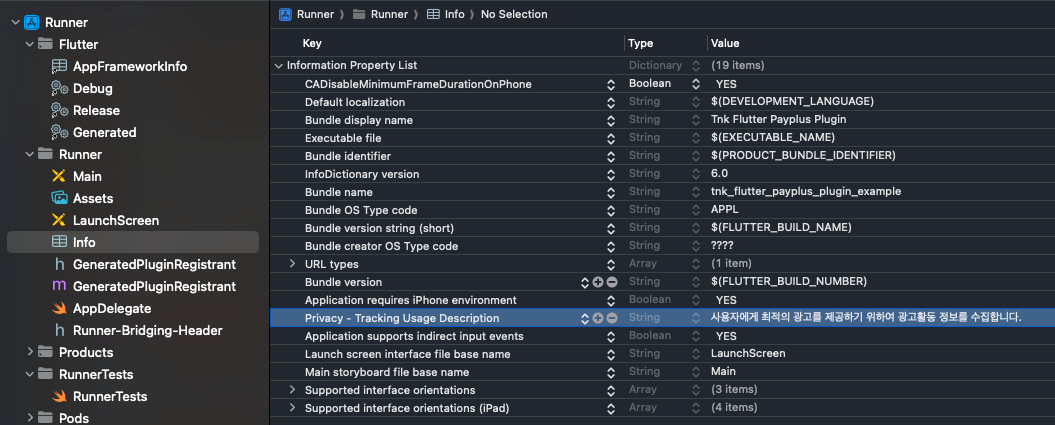 Runner
Flutter
AppFrameworkInfo
Debug
Release
Generated
Runner
Main
Assets
LaunchScreen
Info
h GeneratedPluginRegistrant
m GeneratedPluginRegistrant
AppDelegate
h Runner-Bridging-Header
Products
RunnerTests
RunnerTests
Pods
Runner 〉 Runner 〉 Info 〉 No Selection
Key Type Value
Information Property List Dictionary (19 items)
CADisableMinimumFrameDurationOnPhone Boolean YES
Default localization String $(DEVELOPMENT_LANGUAGE)
Bundle display name String Tnk Flutter Payplus Plugin
Executable file String $(EXECUTABLE_NAME)
Bundle identifier String $(PRODUCT_BUNDLE_IDENTIFIER)
InfoDictionary version String 6.0
Bundle name String tnk_flutter_payplus_plugin_example
Bundle OS Type code String APPL
Bundle version string (short) String $(FLUTTER_BUILD_NAME)
Bundle creator OS Type code String ????
URL types Array (1 item)
Bundle version String $(FLUTTER_BUILD_NUMBER)
Application requires iPhone environment Boolean YES
Privacy - Tracking Usage Description String 사용자에게 최적의 광고를 제공하기 위하여 광고활동 정보를 수집합니다.
Application supports indirect input events Boolean YES
Launch screen interface file base name String LaunchScreen
Main storyboard file base name String Main
Supported interface orientations Array (3 items)
Supported interface orientations (iPad) Array (4 items)